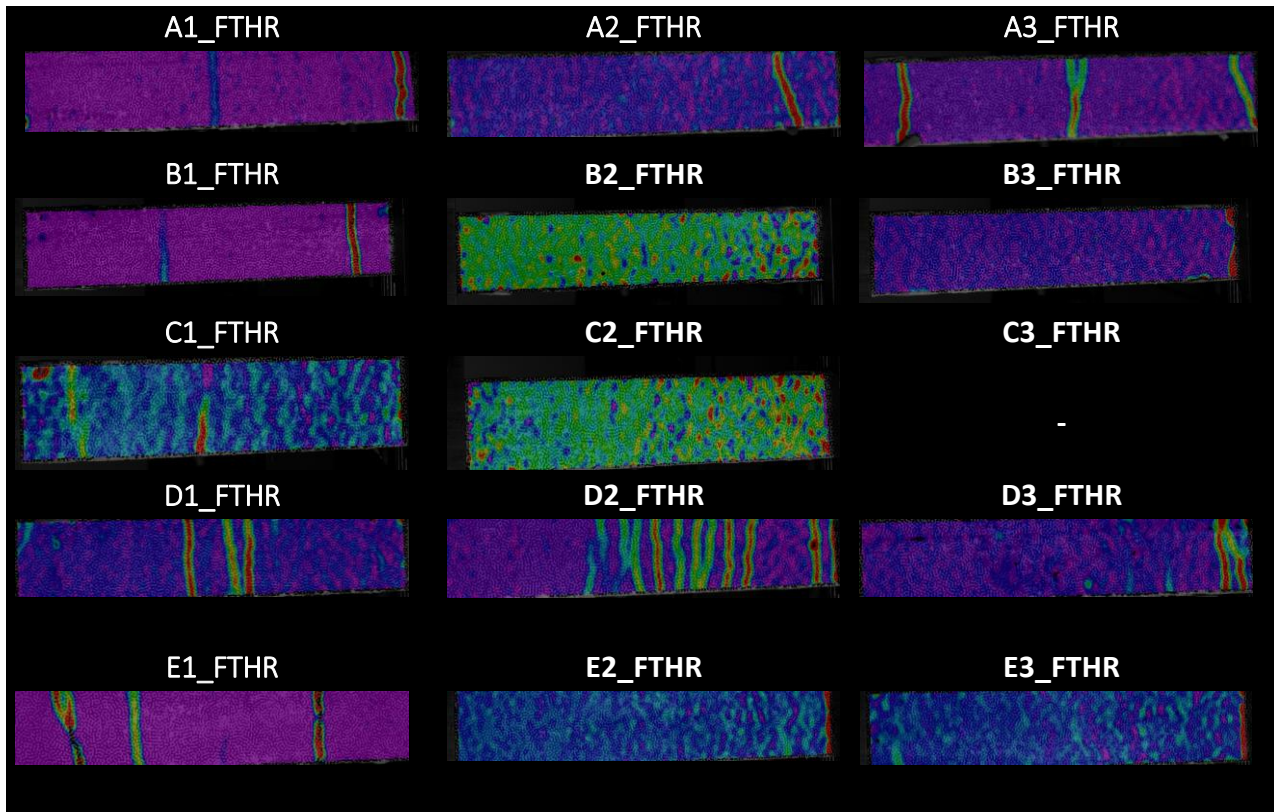 A1_FTHR A2_FTHR A3_FTHR
B1_FTHR B2_FTHR B3_FTHR
C1_FTHR C2_FTHR C3_FTHR
-
D1_FTHR D2_FTHR D3_FTHR
E1_FTHR E2_FTHR E3_FTHR